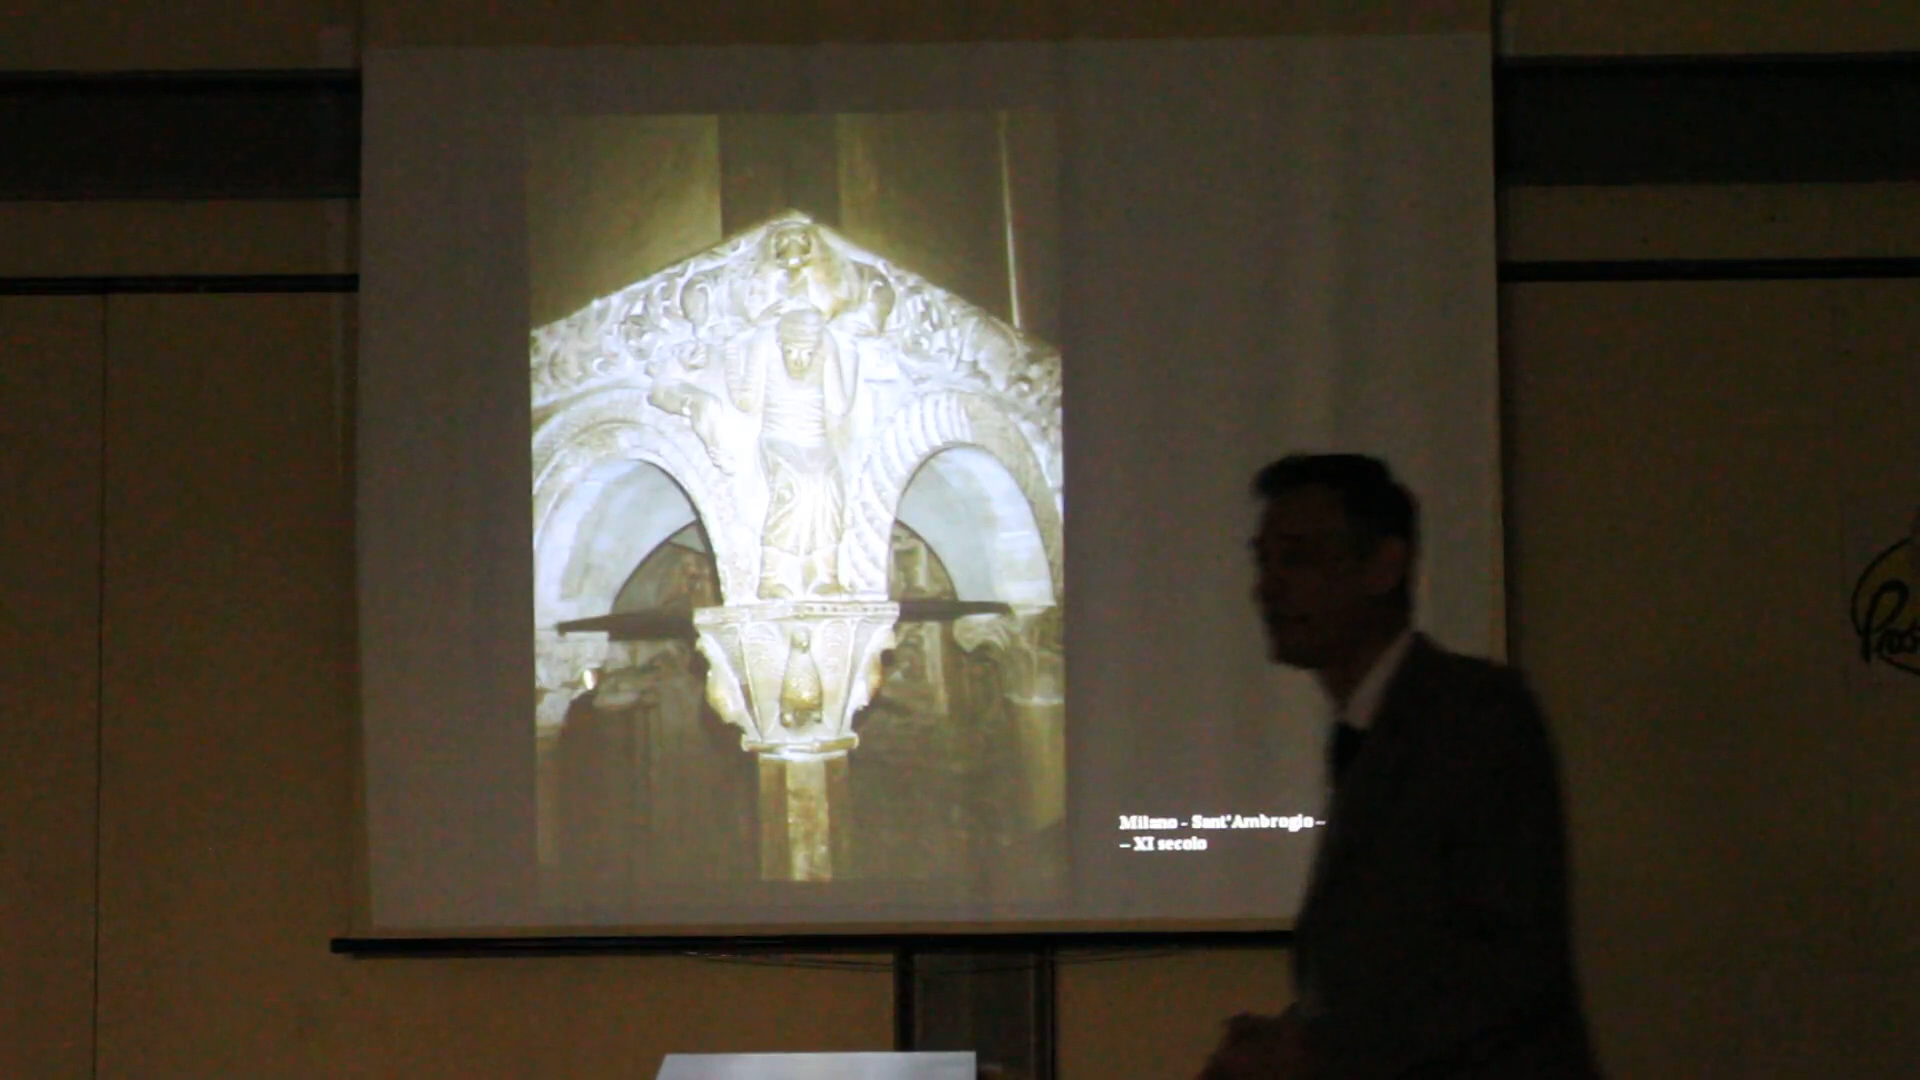 Milano - Sant'Ambrogio –
– XI secolo